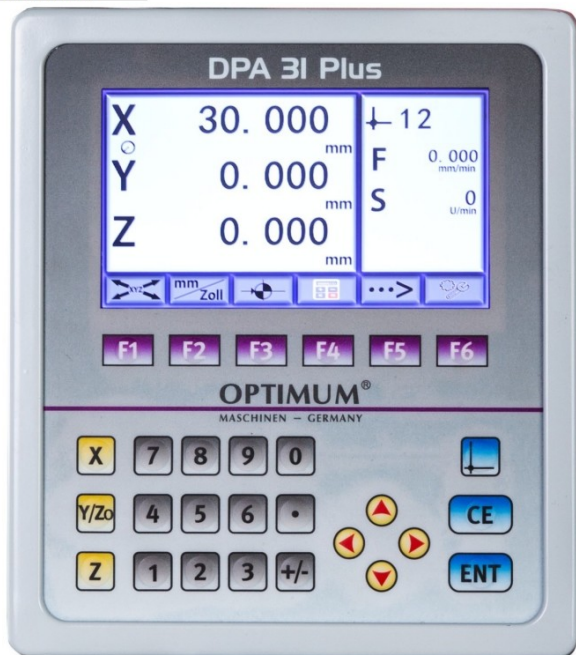 DPA 31 Plus
X 30. 000 mm
Y 0. 000 mm
Z 0. 000 mm
12
F 0. 000 mm/min
S 0 U/min
XYZ mm/Zoll ···>
F1 F2 F3 F4 F5 F6
OPTIMUM®
MASCHINEN – GERMANY
X 7 8 9 0
Y/Zo 4 5 6 • CE
Z 1 2 3 +/- ENT